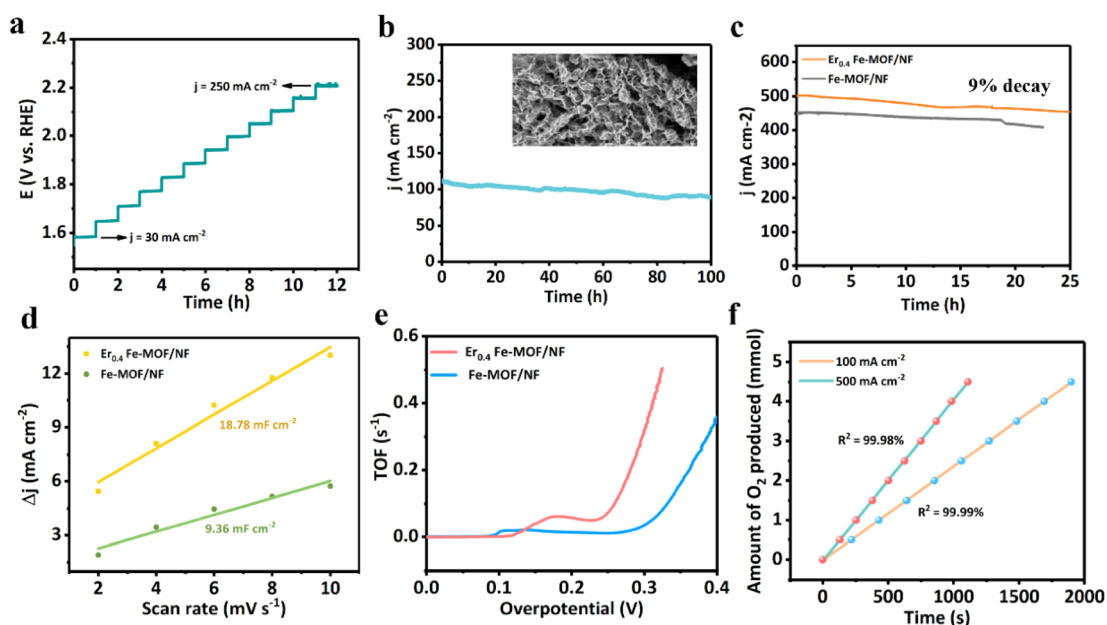 a
2.4
2.2
2.0
1.8
1.6
E (V vs. RHE)
j = 250 mA cm⁻²
j = 30 mA cm⁻²
0 2 4 6 8 10 12
Time (h)
b
300
250
200
150
100
50
0
j (mA cm⁻²)
0 20 40 60 80 100
Time (h)
c
600
500
400
300
200
100
0
j (mA cm-2)
Er₀.₄ Fe-MOF/NF
Fe-MOF/NF
9% decay
0 5 10 15 20 25
Time (h)
d
12
9
6
3
Δj (mA cm⁻²)
Er₀.₄ Fe-MOF/NF
Fe-MOF/NF
18.78 mF cm⁻²
9.36 mF cm⁻²
2 4 6 8 10
Scan rate (mV s⁻¹)
e
0.6
0.4
0.2
0.0
TOF (s⁻¹)
Er₀.₄ Fe-MOF/NF
Fe-MOF/NF
0.0 0.1 0.2 0.3 0.4
Overpotential (V)
f
5
4
3
2
1
0
Amount of O₂ produced (mmol)
100 mA cm⁻²
500 mA cm⁻²
R² = 99.98%
R² = 99.99%
0 500 1000 1500 2000
Time (s)